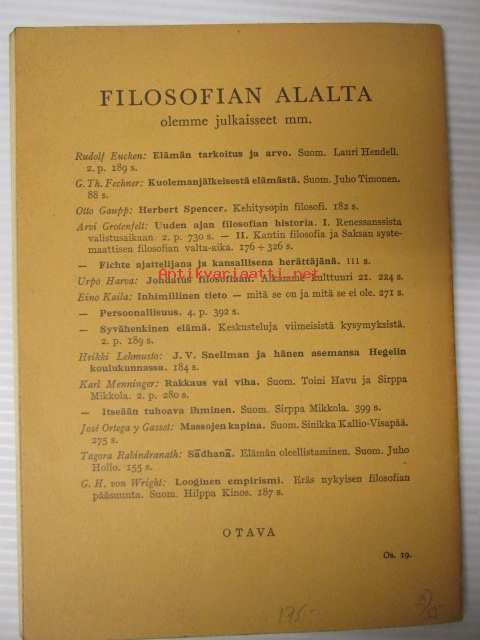 FILOSOFIAN ALALTA
olemme julkaisseet mm.
Rudolf Eucken: Elämän tarkoitus ja arvo. Suom. Lauri Hendell.
2. p. 189 s.
G. Th. Fechner: Kuolemanjälkeisestä elämästä. Suom. Juho Timonen.
88 s.
Otto Gaupp: Herbert Spencer. Kehitysopin filosofi. 182 s.
Arvi Grotenfelt: Uuden ajan filosofian historia. I. Renessanssista
valistusaikaan. 2. p. 730 s. — II. Kantin filosofia ja Saksan syste-
maattisen filosofian valta-aika. 176 + 326 s.
— Fichte ajattelijana ja kansallisena herättäjänä. 111 s.
Antikvariaatti.net
Urpo Harva: Johdatus filosofiaan. Aikamme kulttuuri 21. 224 s.
Eino Kaila: Inhimillinen tieto — mitä se on ja mitä se ei ole. 271 s.
— Persoonallisuus. 4. p. 392 s.
— Syvähenkinen elämä. Keskusteluja viimeisistä kysymyksistä.
2. p. 189 s.
Heikki Lehmusto: J. V. Snellman ja hänen asemansa Hegelin
koulukunnassa. 184 s.
Karl Menninger: Rakkaus vai viha. Suom. Toini Havu ja Sirppa
Mikkola. 2. p. 280 s.
— Itseään tuhoava ihminen. Suom. Sirppa Mikkola. 399 s.
José Ortega y Gasset: Massojen kapina. Suom. Sinikka Kallio-Visapää.
275 s.
Tagora Rabindranath: Sādhanā. Elämän oleellistaminen. Suom. Juho
Hollo. 155 s.
G. H. von Wright: Looginen empirismi. Eräs nykyisen filosofian
pääsuunta. Suom. Hilppa Kinos. 187 s.
OTAVA
Os. 19.
195-